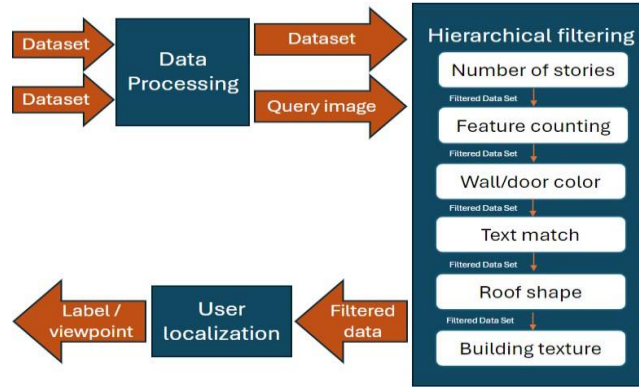 Dataset
Dataset
Data
Processing
Dataset
Query image
Hierarchical filtering
Number of stories
Filtered Data Set
Feature counting
Filtered Data Set
Wall/door color
Filtered Data Set
Text match
Filtered Data Set
Roof shape
Filtered Data Set
Building texture
Filtered
data
User
localization
Label /
viewpoint